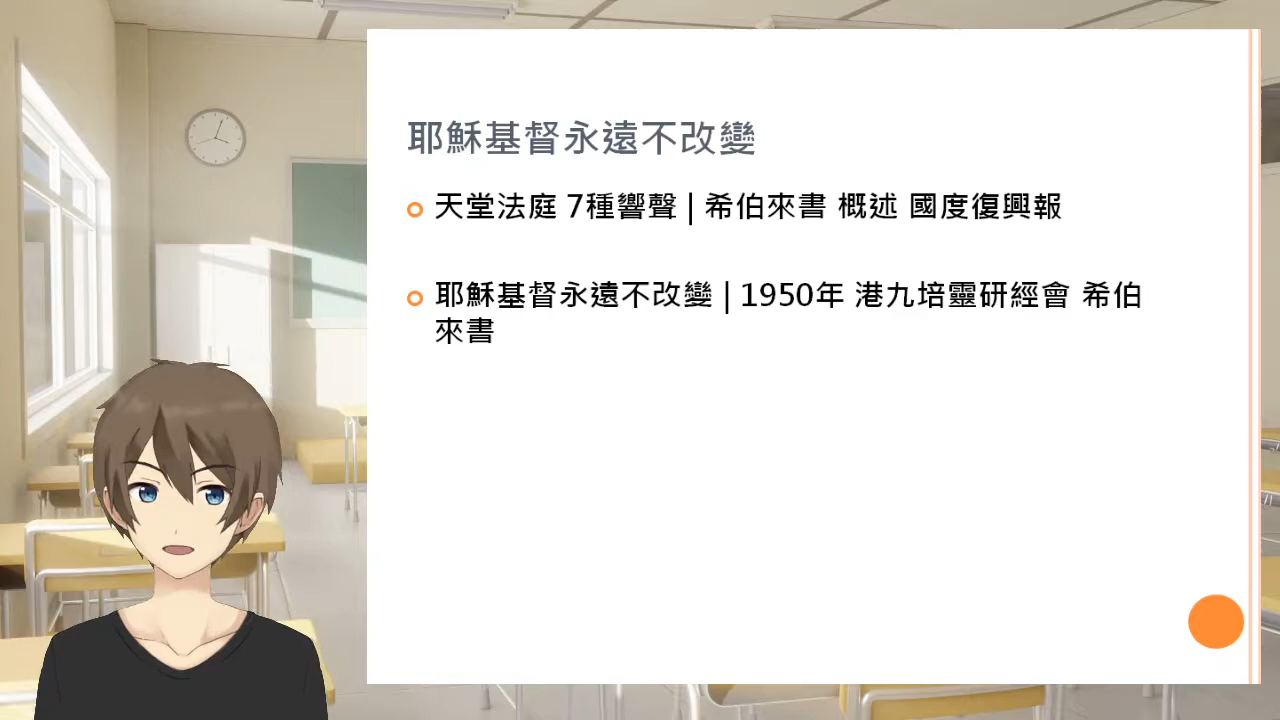 耶穌基督永遠不改變
天堂法庭 7種響聲 | 希伯來書 概述 國度復興報
耶穌基督永遠不改變 | 1950年 港九培靈研經會 希伯
來書